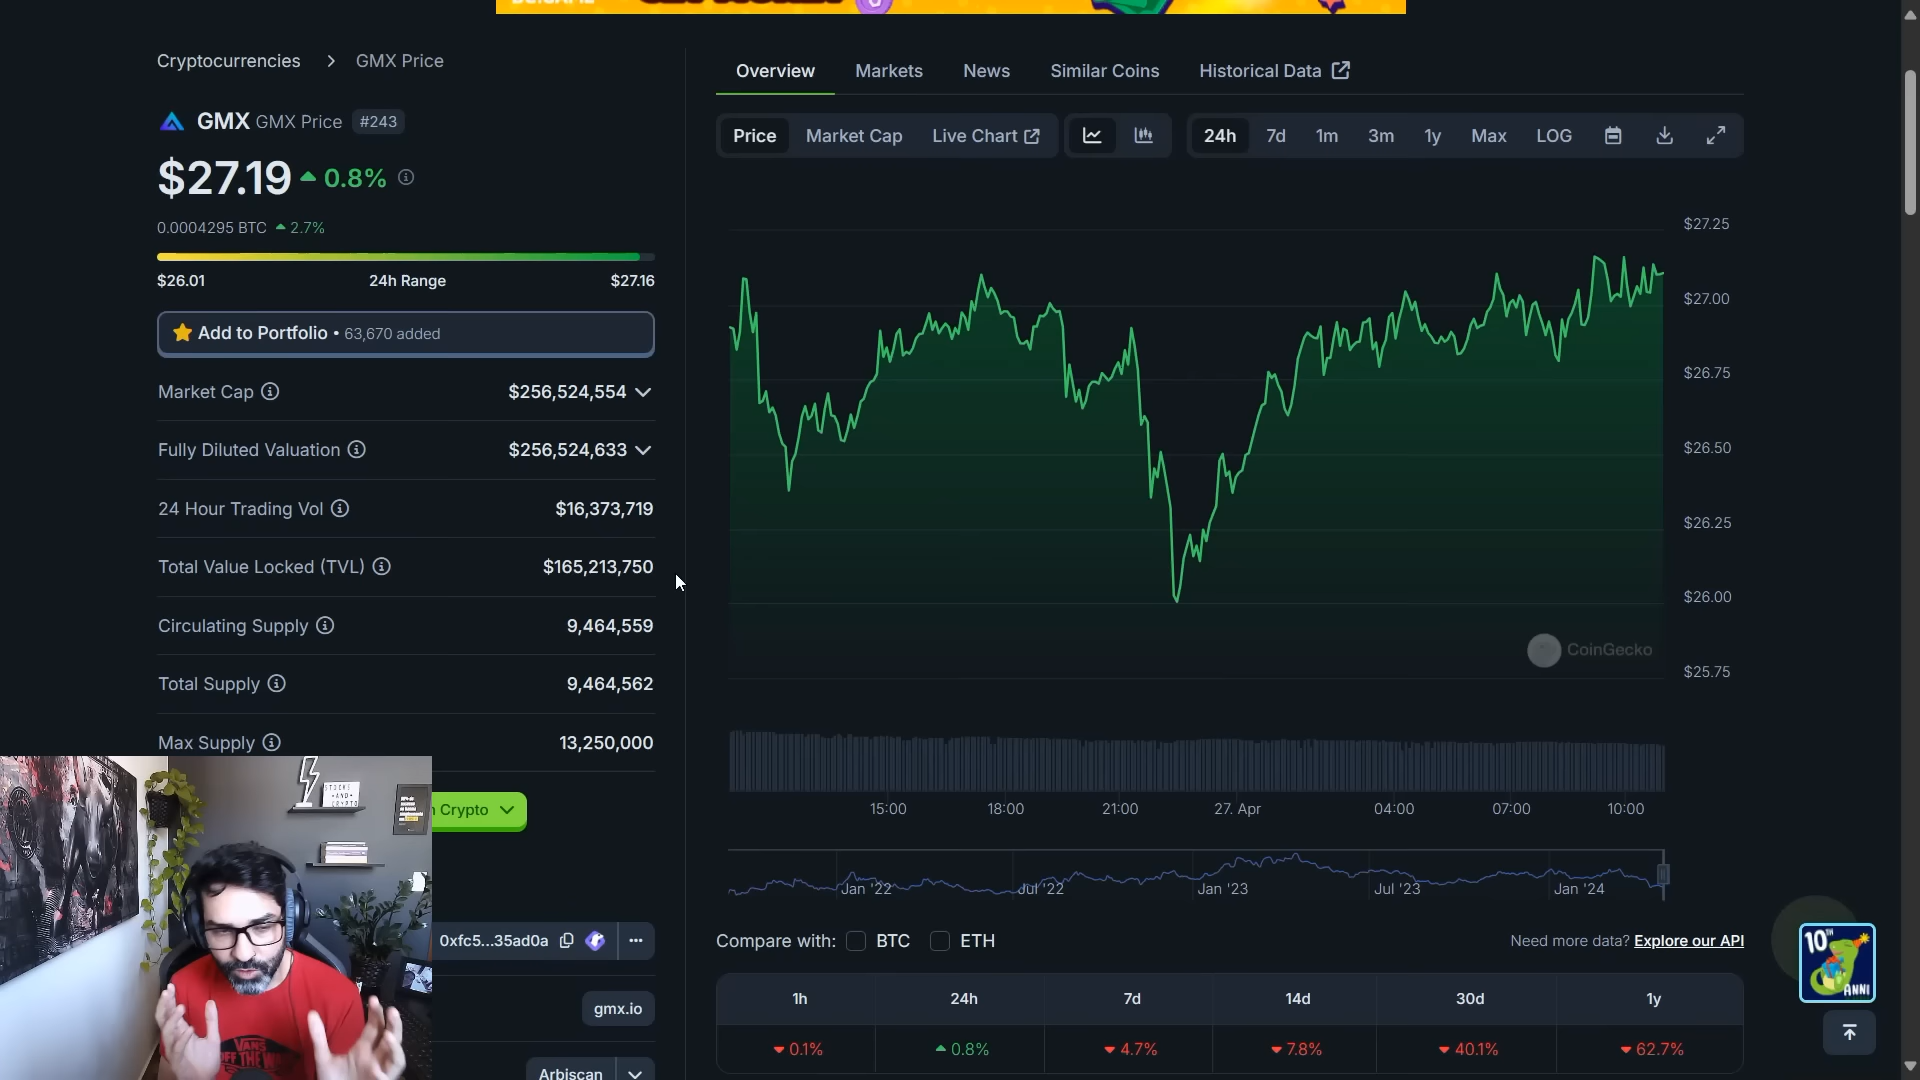 Cryptocurrencies > GMX Price
GMX GMX Price #243
$27.19 0.8%
0.0004295 BTC 2.7%
$26.01 24h Range $27.16
Add to Portfolio • 63,670 added
Market Cap $256,524,554
Fully Diluted Valuation $256,524,633
24 Hour Trading Vol $16,373,719
Total Value Locked (TVL) $165,213,750
Circulating Supply 9,464,559
Total Supply 9,464,562
Max Supply 13,250,000
Crypto
0xfc5...35ad0a
gmx.io
Arbiscan
STOCKS
AND
CRYPTO
VANS
OFF THE WA
Overview Markets News Similar Coins Historical Data
Price Market Cap Live Chart 24h 7d 1m 3m 1y Max LOG
$27.25
$27.00
$26.75
$26.50
$26.25
$26.00
$25.75
CoinGecko
15:00 18:00 21:00 27. Apr 04:00 07:00 10:00
Jan '22 Jul '22 Jan '23 Jul '23 Jan '24
Compare with: BTC ETH Need more data? Explore our API
1h 24h 7d 14d 30d 1y
0.1% 0.8% 4.7% 7.8% 40.1% 62.7%
10TH
ANNI